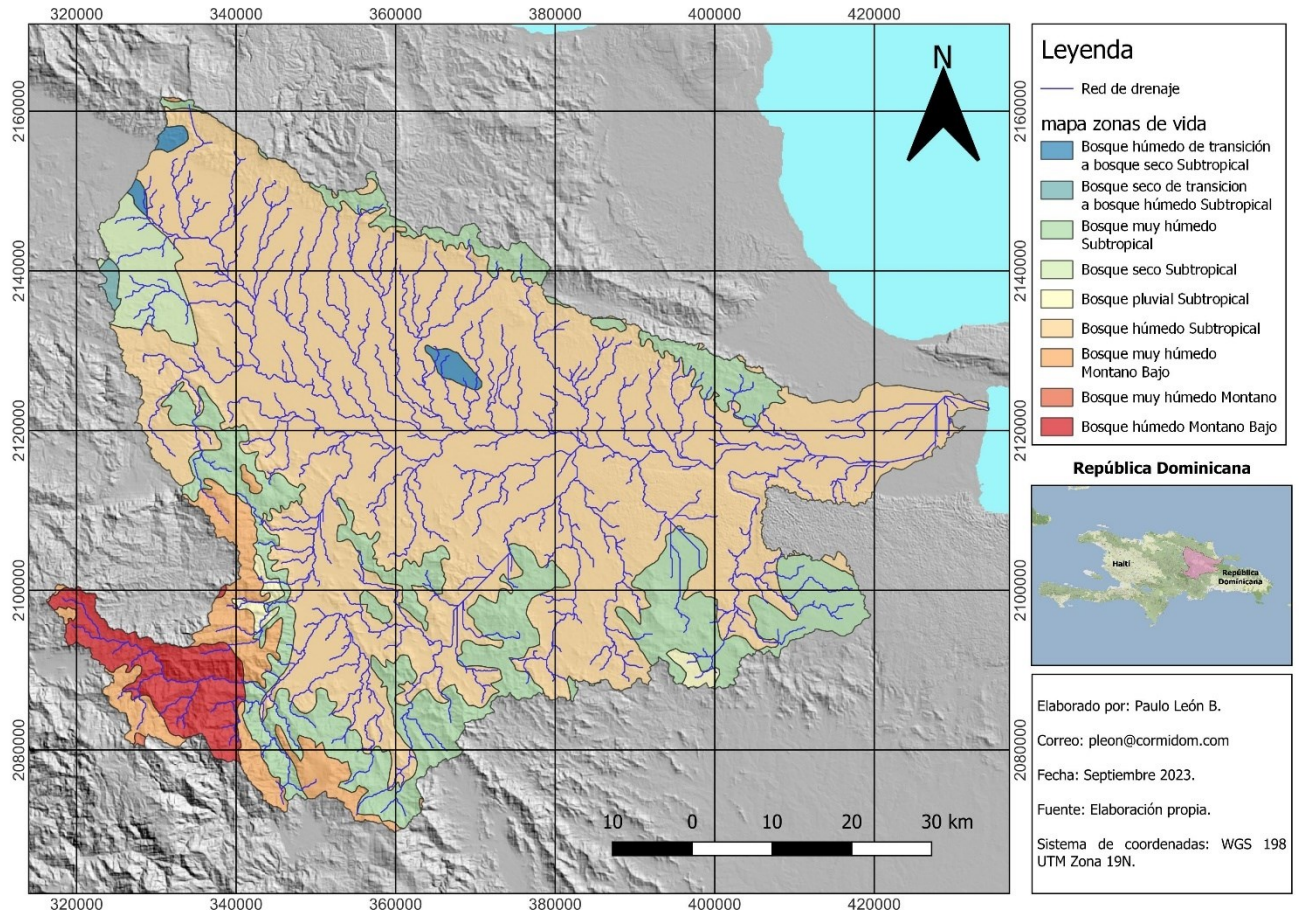 320000 340000 360000 380000 400000 420000
2160000
2140000
2120000
2100000
2080000
N
10 0 10 20 30 km
2160000
2140000
2120000
2100000
2080000
320000 340000 360000 380000 400000 420000
Leyenda
Red de drenaje
mapa zonas de vida
Bosque húmedo de transición
a bosque seco Subtropical
Bosque seco de transicion
a bosque húmedo Subtropical
Bosque muy húmedo
Subtropical
Bosque seco Subtropical
Bosque pluvial Subtropical
Bosque húmedo Subtropical
Bosque muy húmedo
Montano Bajo
Bosque muy húmedo Montano
Bosque húmedo Montano Bajo
República Dominicana
Haiti
República
Dominicana
Elaborado por: Paulo León B.
Correo: pleon@cormidom.com
Fecha: Septiembre 2023.
Fuente: Elaboración propia.
Sistema de coordenadas: WGS 198
UTM Zona 19N.